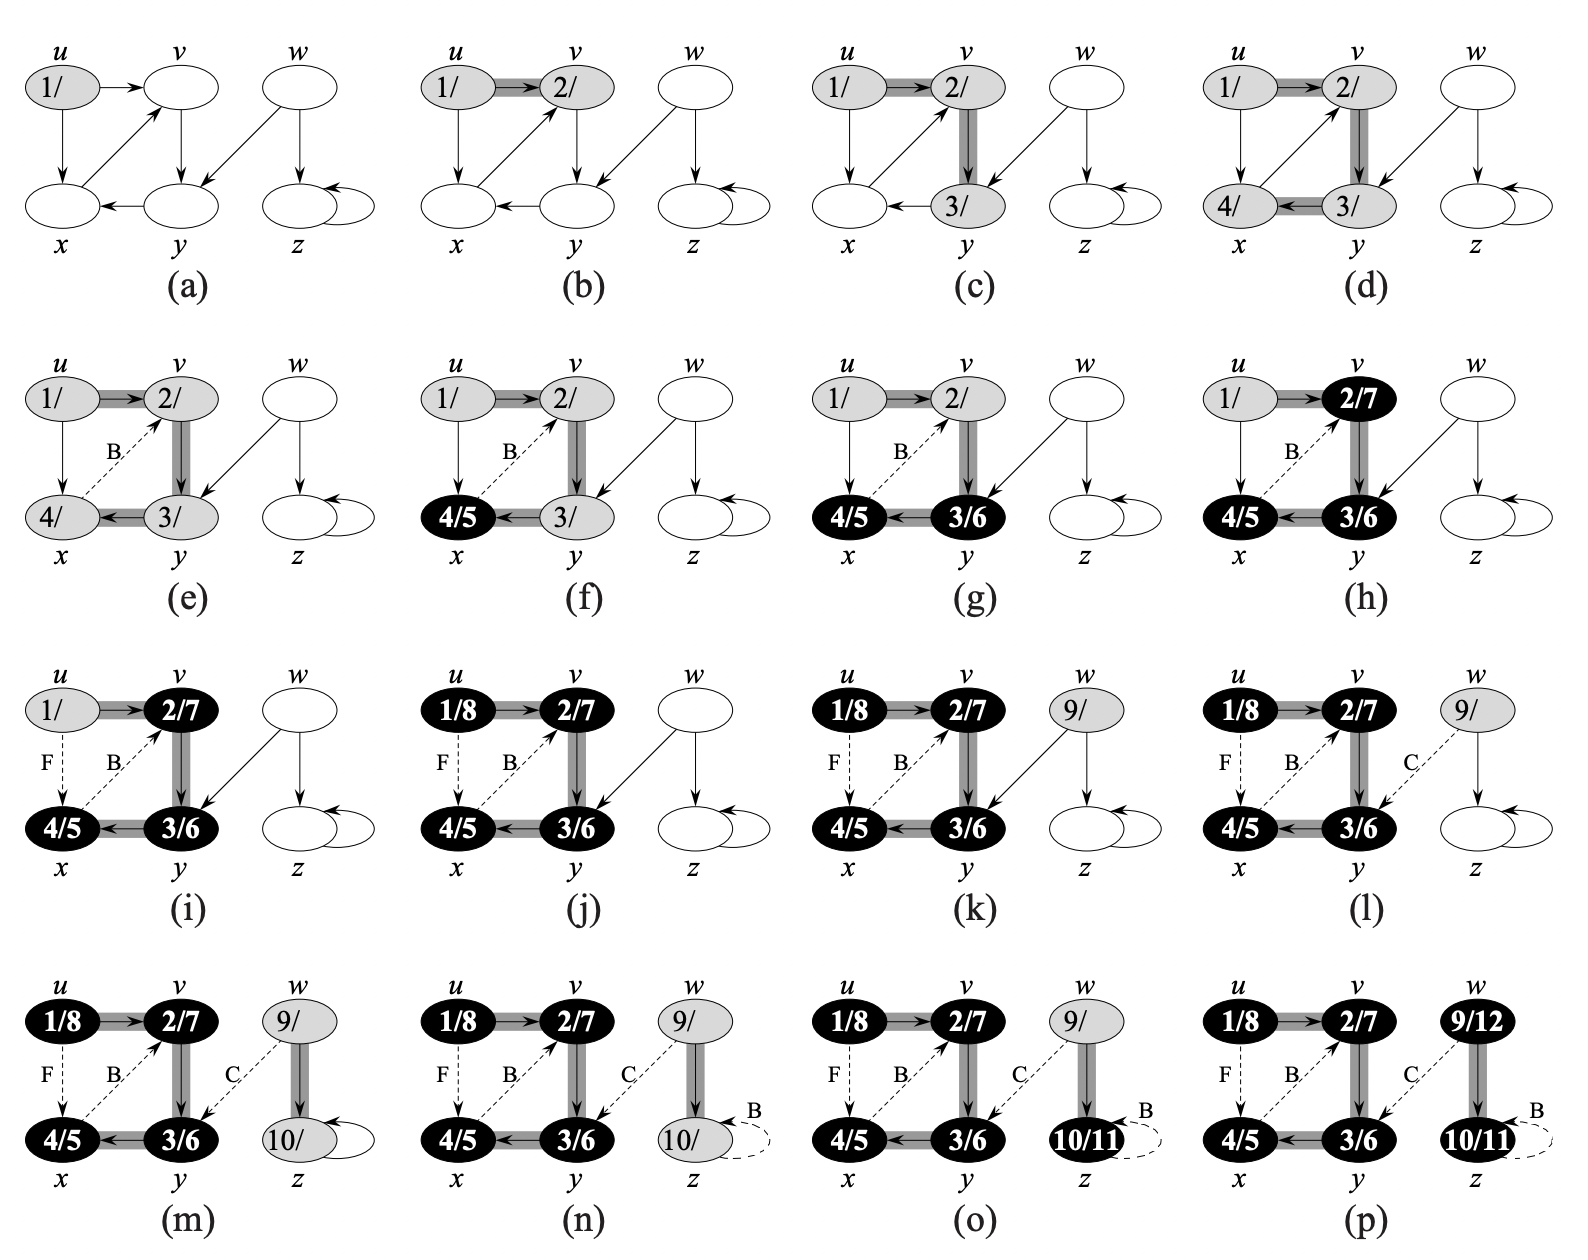 u v w u v w u v w u v w
1/ 1/ 2/ 1/ 2/ 1/ 2/
3/ 4/ 3/
x y z x y z x y z x y z
(a) (b) (c) (d)
u v w u v w u v w u v w
1/ 2/ 1/ 2/ 1/ 2/ 1/ 2/7
B B B B
4/ 3/ 4/5 3/ 4/5 3/6 4/5 3/6
x y z x y z x y z x y z
(e) (f) (g) (h)
u v w u v w u v w u v w
1/ 2/7 1/8 2/7 1/8 2/7 9/ 1/8 2/7 9/
F B F B F B F B C
4/5 3/6 4/5 3/6 4/5 3/6 4/5 3/6
x y z x y z x y z x y z
(i) (j) (k) (l)
u v w u v w u v w u v w
1/8 2/7 9/ 1/8 2/7 9/ 1/8 2/7 9/ 1/8 2/7 9/12
F B C F B C F B C F B C
B B B
4/5 3/6 10/ 4/5 3/6 10/ 4/5 3/6 10/11 4/5 3/6 10/11
x y z x y z x y z x y z
(m) (n) (o) (p)